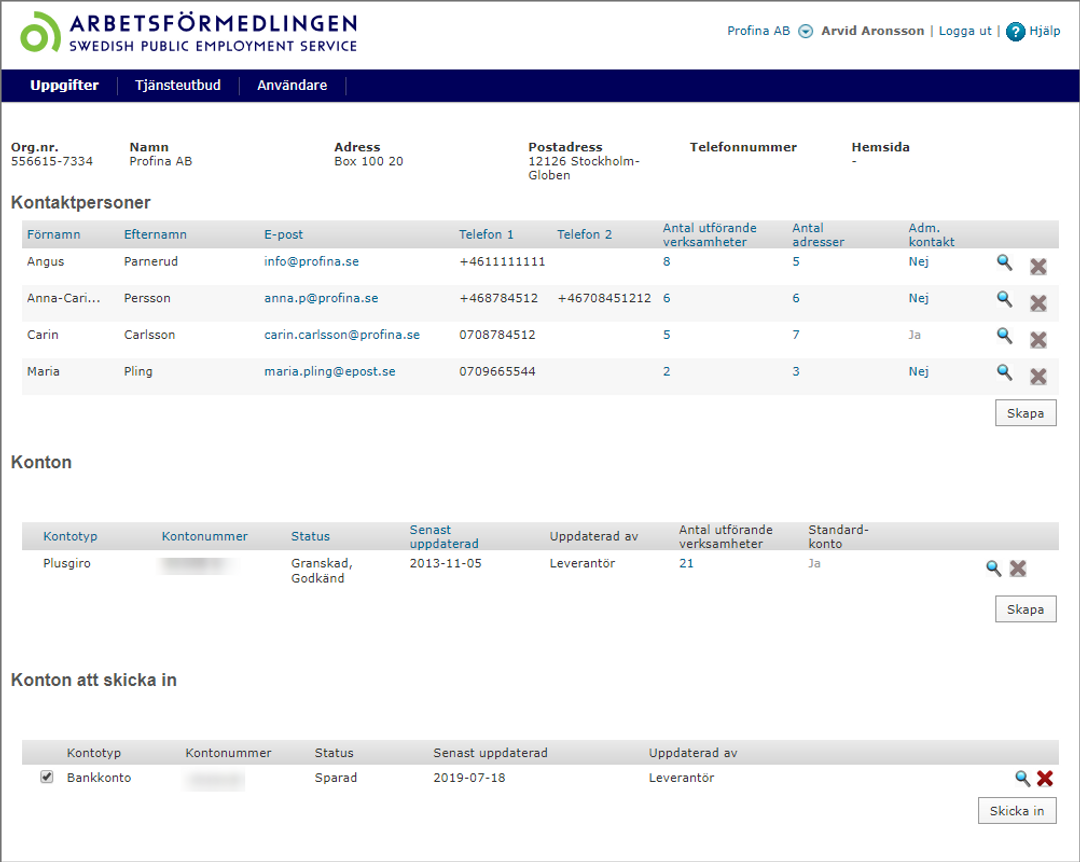 ARBETSFÖRMEDLINGEN
SWEDISH PUBLIC EMPLOYMENT SERVICE
Profina AB Arvid Aronsson | Logga ut | ? Hjälp
Uppgifter Tjänsteutbud Användare
Org.nr. Namn Adress Postadress Telefonnummer Hemsida
556615-7334 Profina AB Box 100 20 12126 Stockholm- -
Globen
Kontaktpersoner
Förnamn Efternamn E-post Telefon 1 Telefon 2 Antal utförande Antal Adm.
verksamheter adresser kontakt
Angus Parnerud info@profina.se +4611111111 8 5 Nej
Anna-Cari... Persson anna.p@profina.se +468784512 +46708451212 6 6 Nej
Carin Carlsson carin.carlsson@profina.se 0708784512 5 7 Ja
Maria Pling maria.pling@epost.se 0709665544 2 3 Nej
Skapa
Konton
Kontotyp Kontonummer Status Senast Uppdaterad av Antal utförande Standard-
uppdaterad verksamheter konto
Plusgiro Granskad, 2013-11-05 Leverantör 21 Ja
Godkänd
Skapa
Konton att skicka in
Kontotyp Kontonummer Status Senast uppdaterad Uppdaterad av
Bankkonto Sparad 2019-07-18 Leverantör
Skicka in